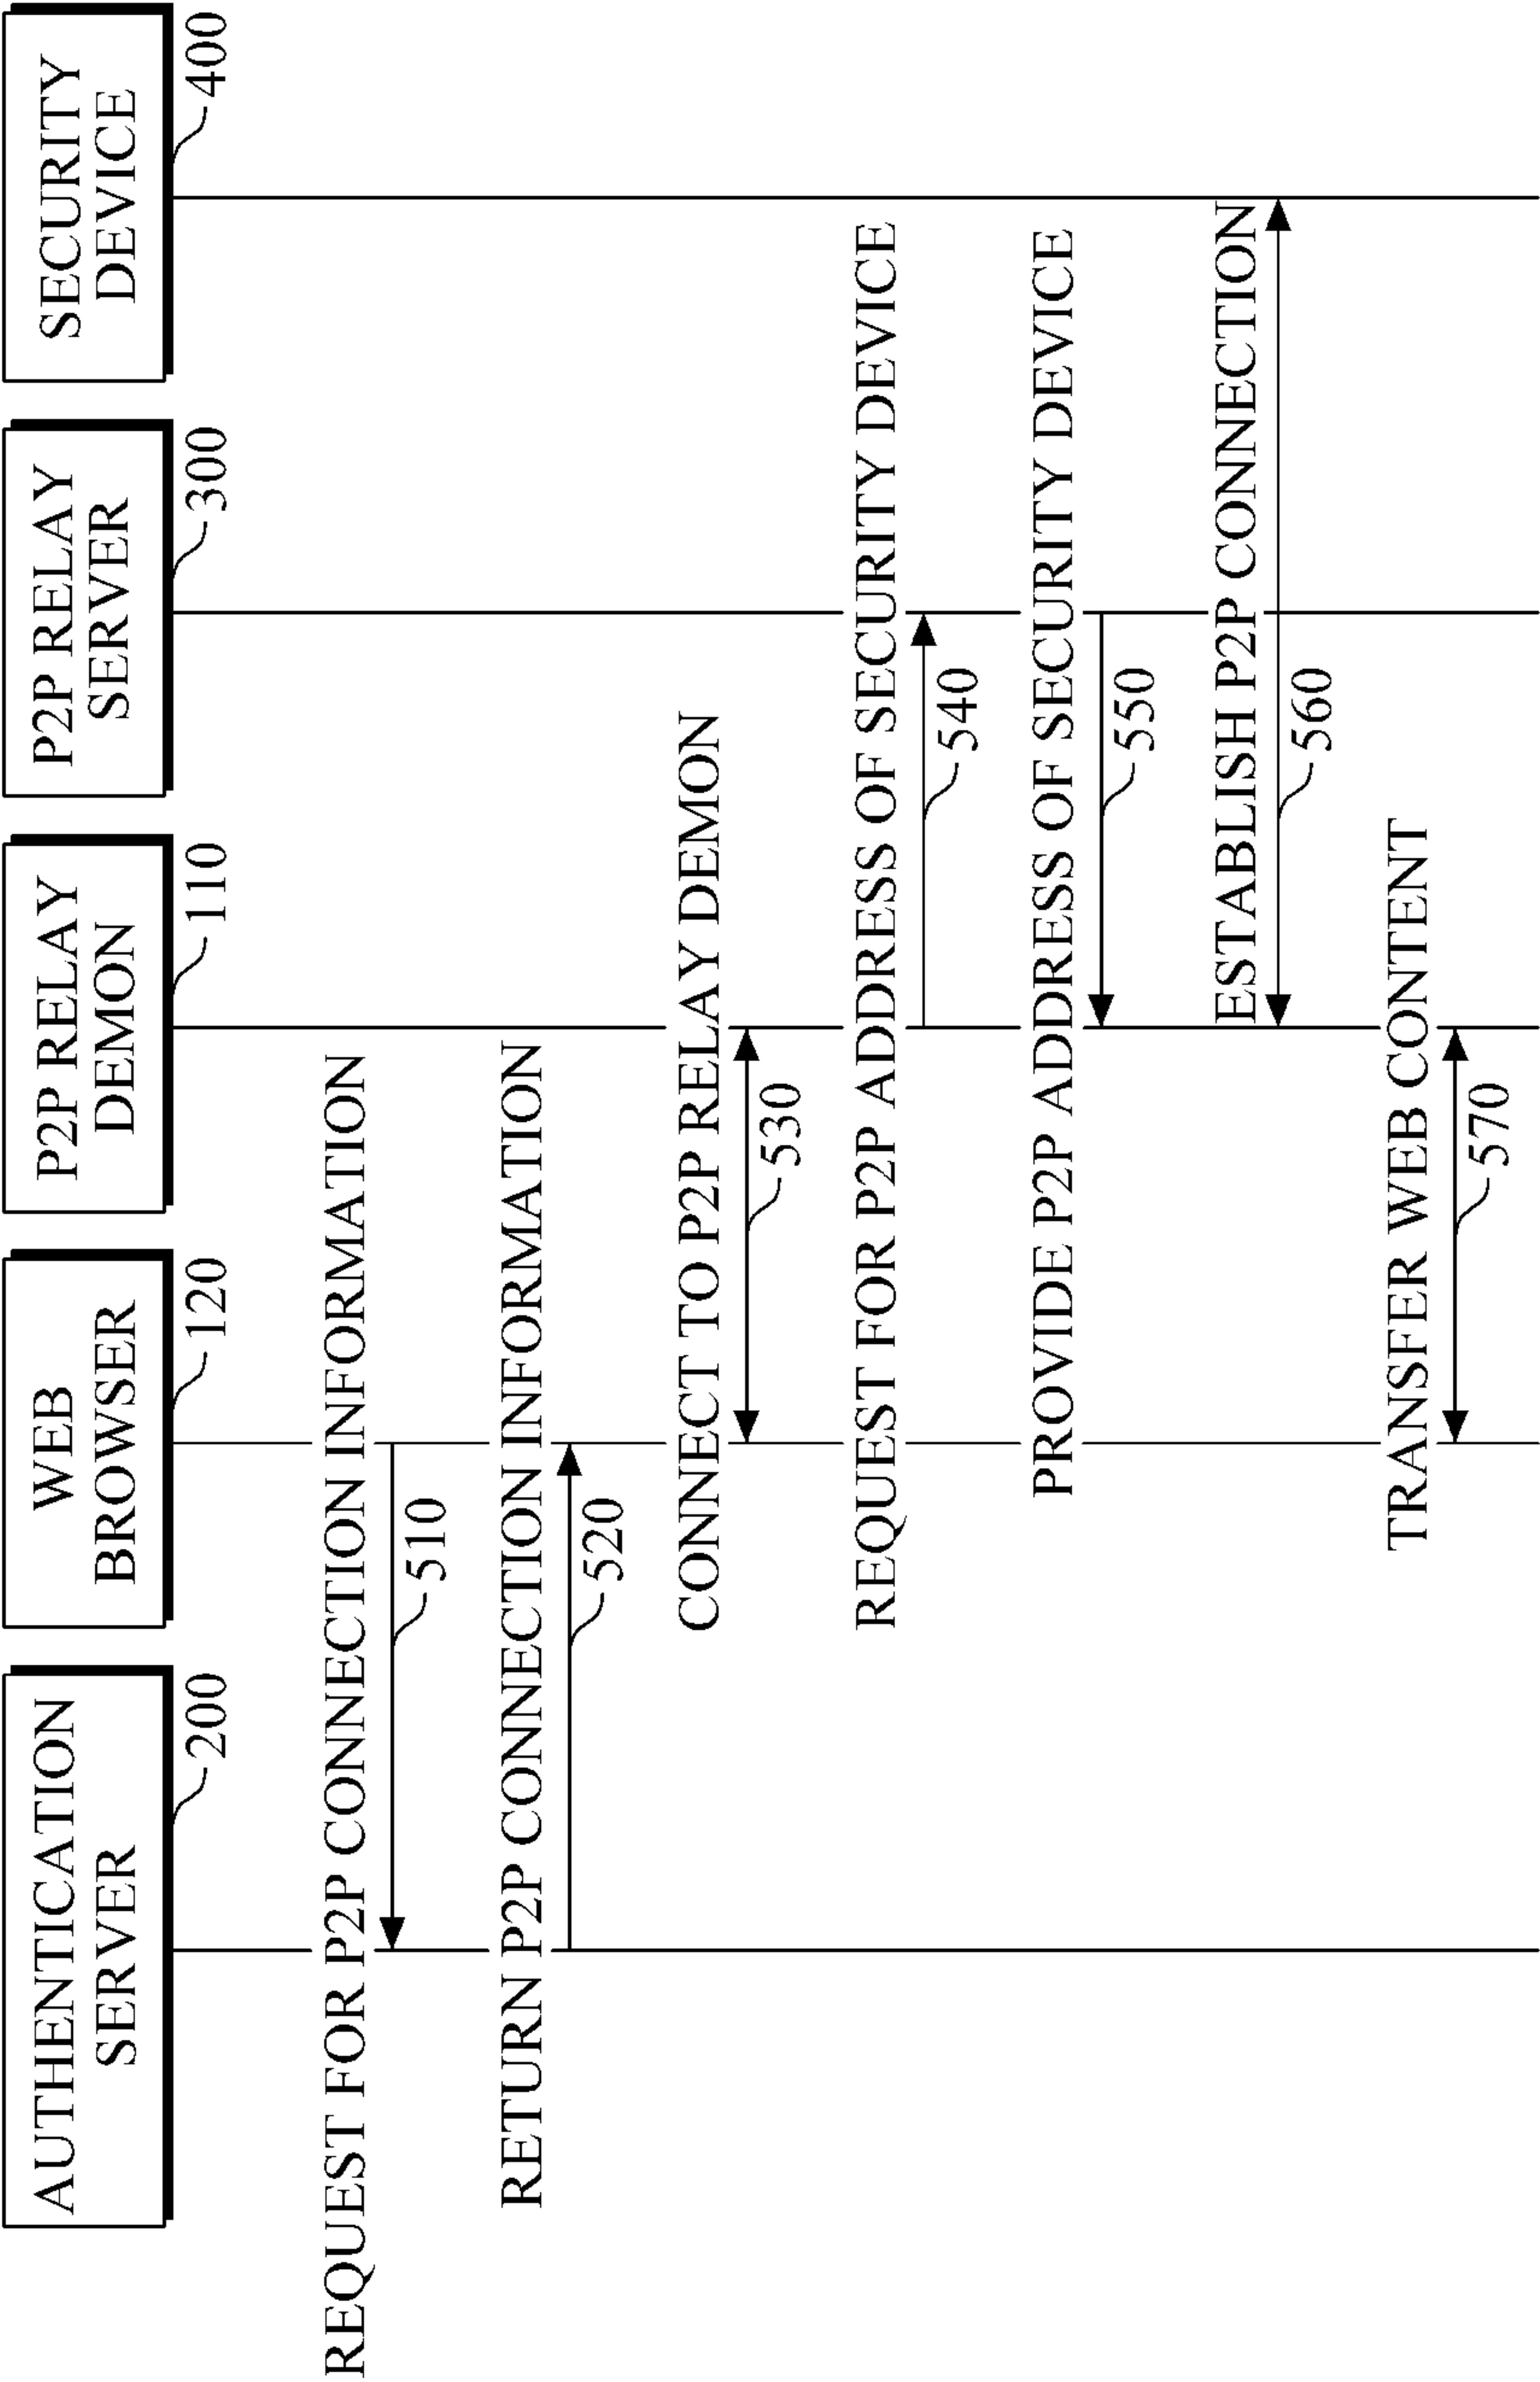 AUTHENTICATION
SERVER
200
WEB
BROWSER
120
P2P RELAY
DEMON
110
P2P RELAY
SERVER
300
SECURITY
DEVICE
400
REQUEST FOR P2P CONNECTION INFORMATION
510
RETURN P2P CONNECTION INFORMATION
520
CONNECT TO P2P RELAY DEMON
530
REQUEST FOR P2P ADDRESS OF SECURITY DEVICE
540
PROVIDE P2P ADDRESS OF SECURITY DEVICE
550
ESTABLISH P2P CONNECTION
560
TRANSFER WEB CONTENT
570